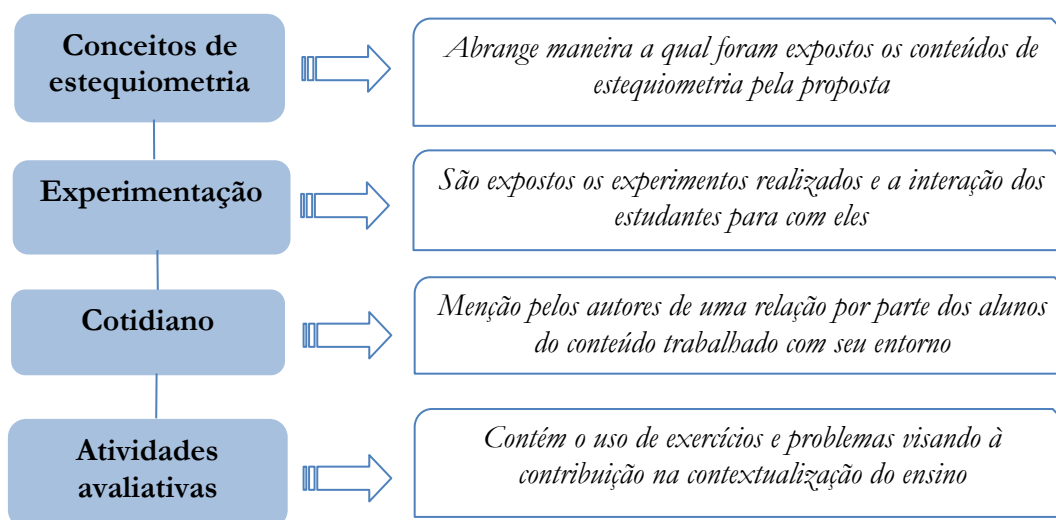 Conceitos de
estequiometria
Abrange maneira a qual foram expostos os conteúdos de
estequiometria pela proposta
Experimentação
São expostos os experimentos realizados e a interação dos
estudantes para com eles
Cotidiano
Menção pelos autores de uma relação por parte dos alunos
do conteúdo trabalhado com seu entorno
Atividades
avaliativas
Contém o uso de exercícios e problemas visando à
contribuição na contextualização do ensino